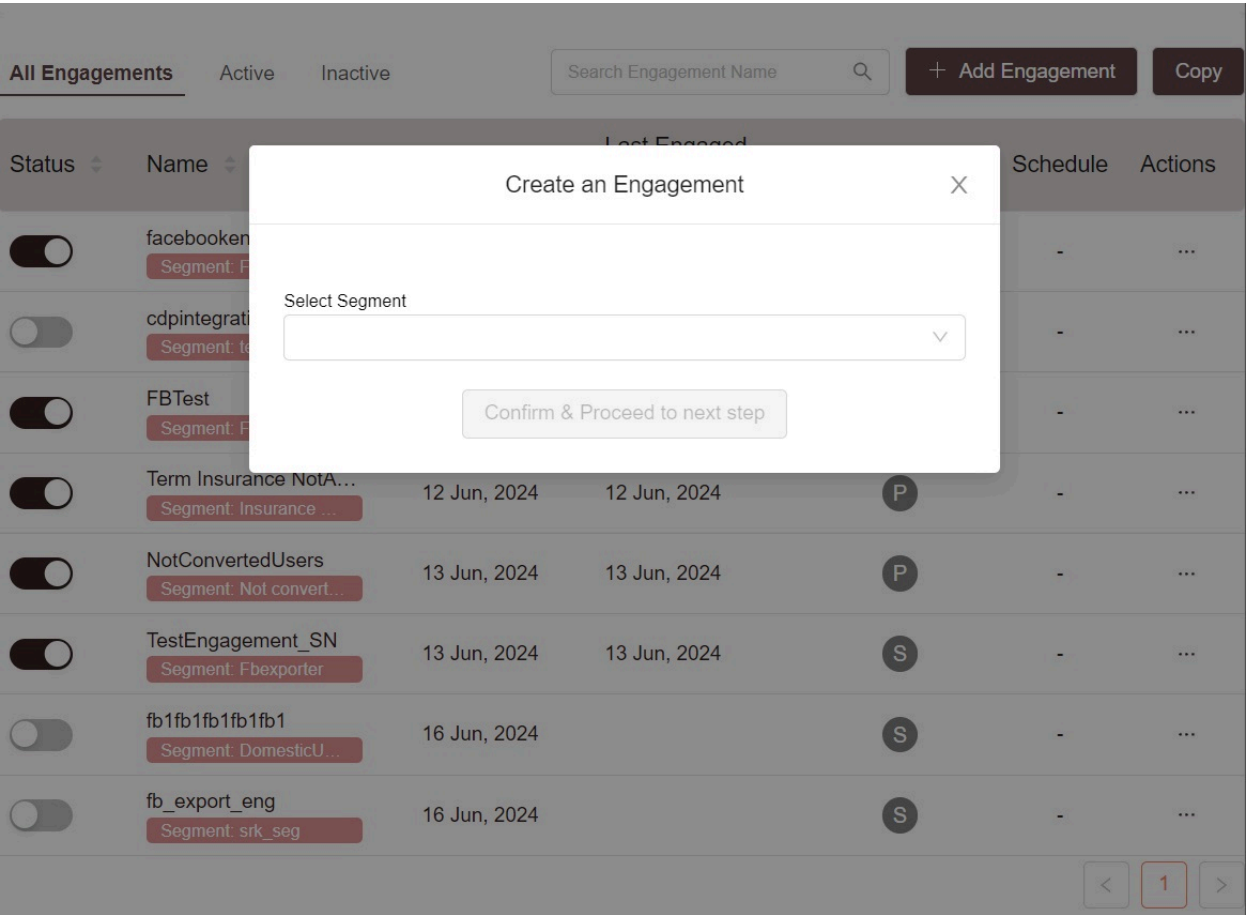 All Engagements Active Inactive Search Engagement Name + Add Engagement Copy
Status Name Last Engaged Schedule Actions
Create an Engagement
Select Segment
Confirm & Proceed to next step
facebooken
Segment: F
- ...
cdpintegrati
Segment: te
- ...
FBTest
Segment: F
- ...
Term Insurance NotA...
Segment: Insurance ...
12 Jun, 2024 12 Jun, 2024 P - ...
NotConvertedUsers
Segment: Not convert...
13 Jun, 2024 13 Jun, 2024 P - ...
TestEngagement_SN
Segment: Fbexporter
13 Jun, 2024 13 Jun, 2024 S - ...
fb1fb1fb1fb1fb1
Segment: DomesticU...
16 Jun, 2024 S - ...
fb_export_eng
Segment: srk_seg
16 Jun, 2024 S - ...
< 1 >